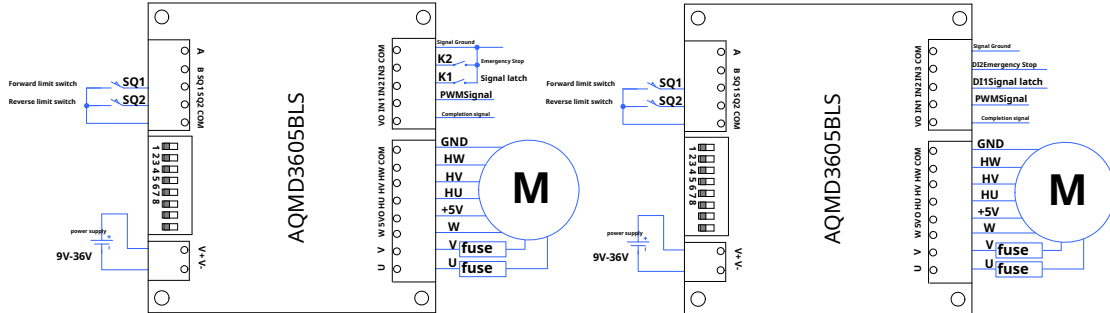 A
B SQ1 SQ2 COM
Forward limit switch
SQ1
Reverse limit switch
SQ2
1 2 3 4 5 6 7 8
power supply
9V-36V
V+ V-
AQMD3605BLS
VO IN1 IN2 IN3 COM
Signal Ground
K2
Emergency Stop
K1
Signal latch
PWMSignal
Completion signal
U V W 5VO HU HV HW COM
GND
HW
HV
HU
+5V
W
V
fuse
U
fuse
M
A
B SQ1 SQ2 COM
Forward limit switch
SQ1
Reverse limit switch
SQ2
1 2 3 4 5 6 7 8
power supply
9V-36V
V+ V-
AQMD3605BLS
VO IN1 IN2 IN3 COM
Signal Ground
DI2Emergency Stop
DI1Signal latch
PWMSignal
Completion signal
U V W 5VO HU HV HW COM
GND
HW
HV
HU
+5V
W
V
fuse
U
fuse
M